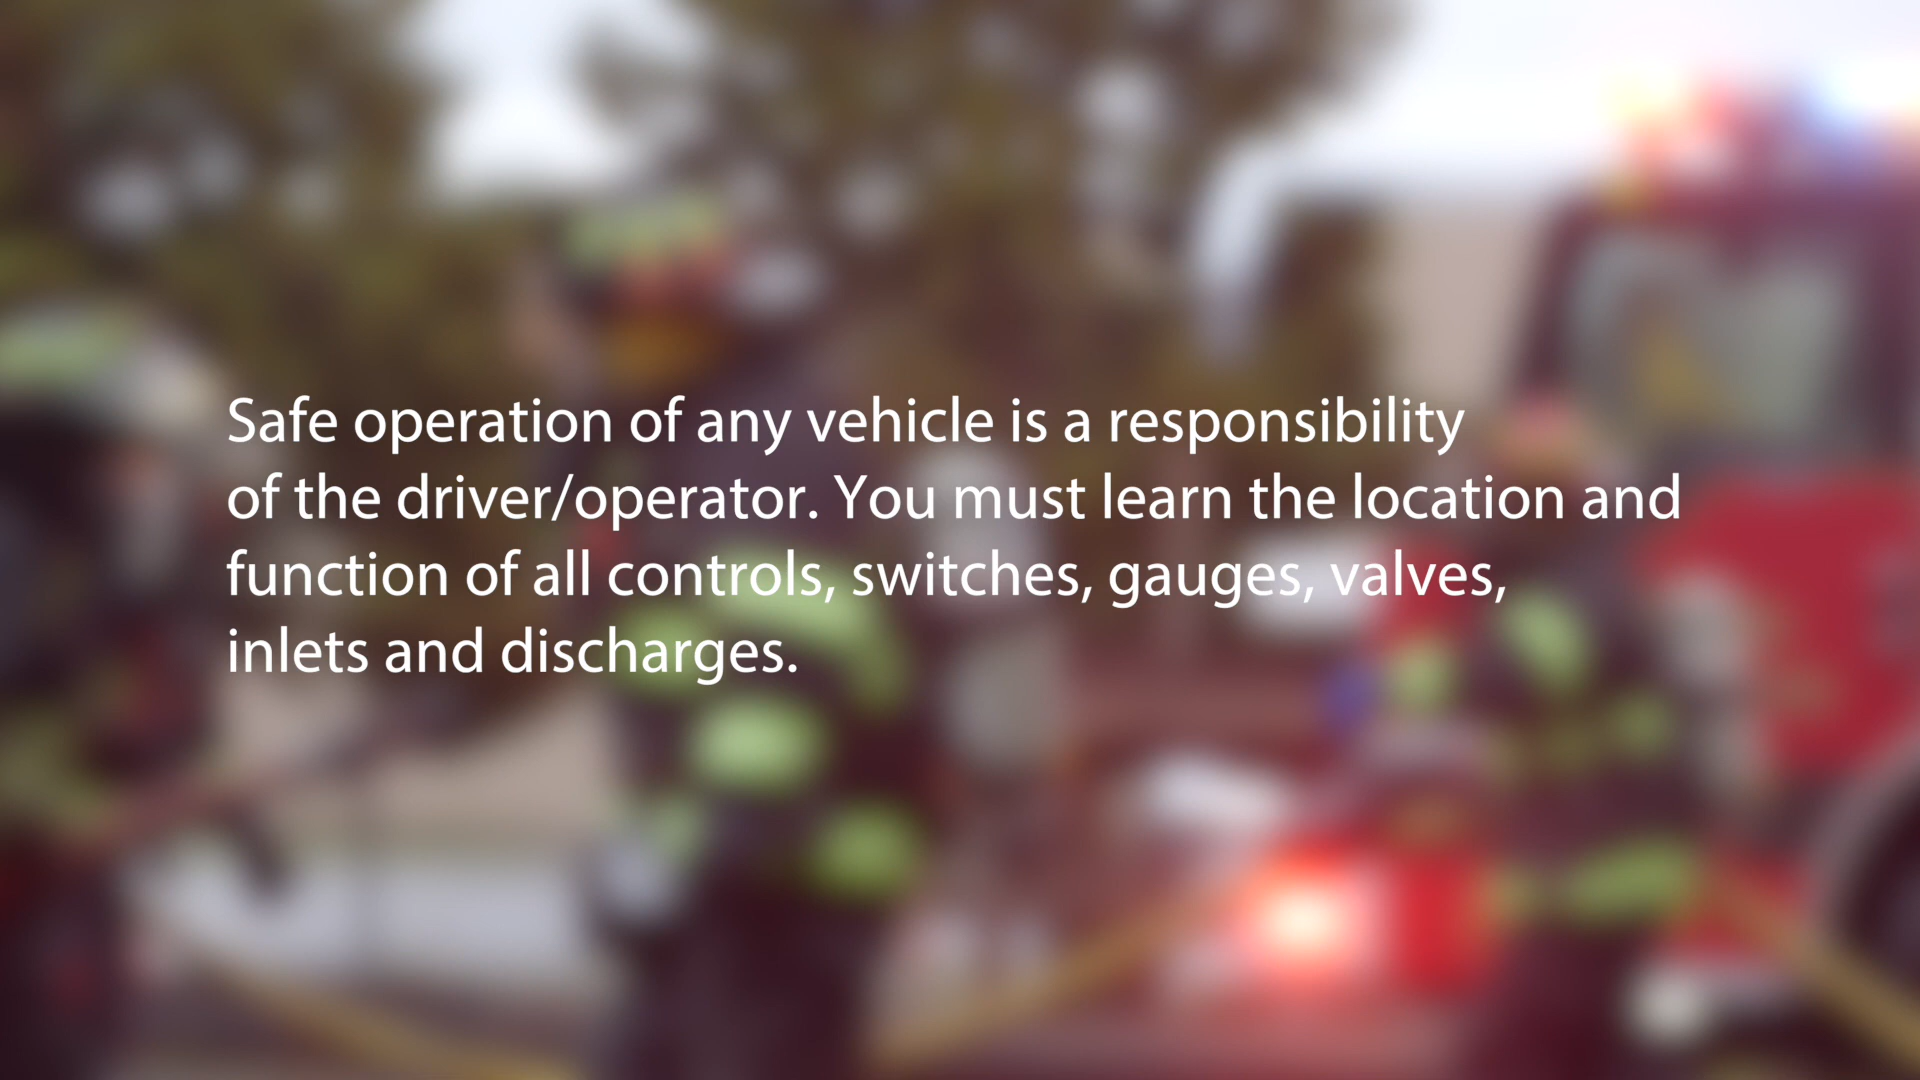 Safe operation of any vehicle is a responsibility
of the driver/operator. You must learn the location and
function of all controls, switches, gauges, valves,
inlets and discharges.